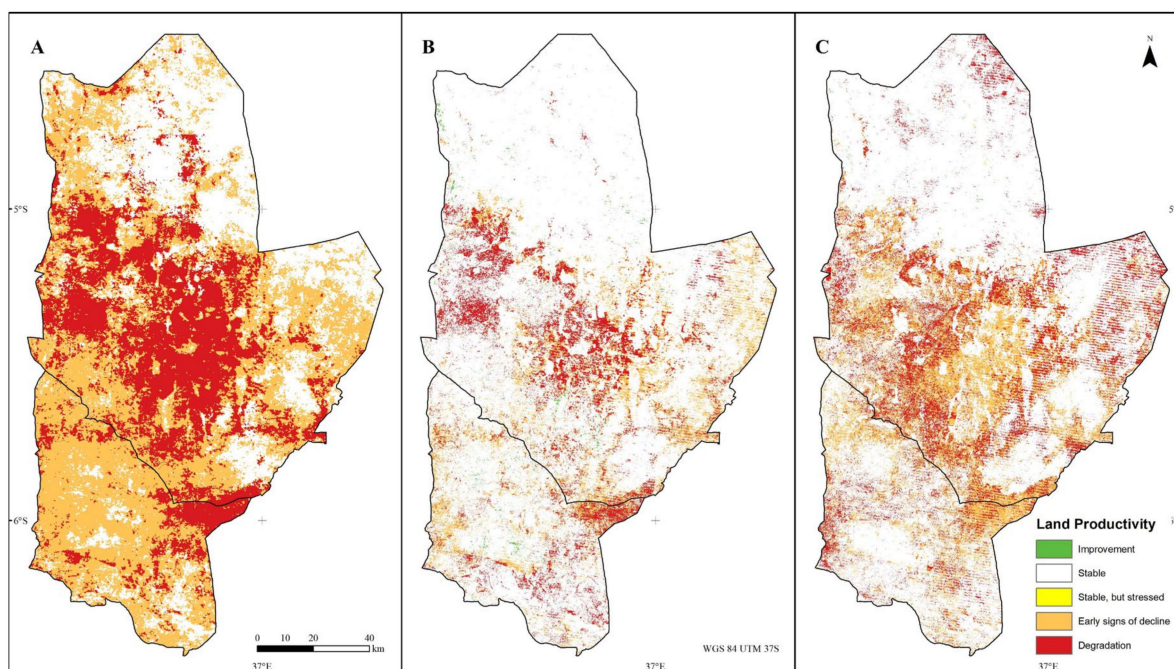 A
B
C
N
5°S
5°
6°S
6°
0 10 20 40
km
37°E
WGS 84 UTM 37S
37°E
37°E
Land Productivity
Improvement
Stable
Stable, but stressed
Early signs of decline
Degradation